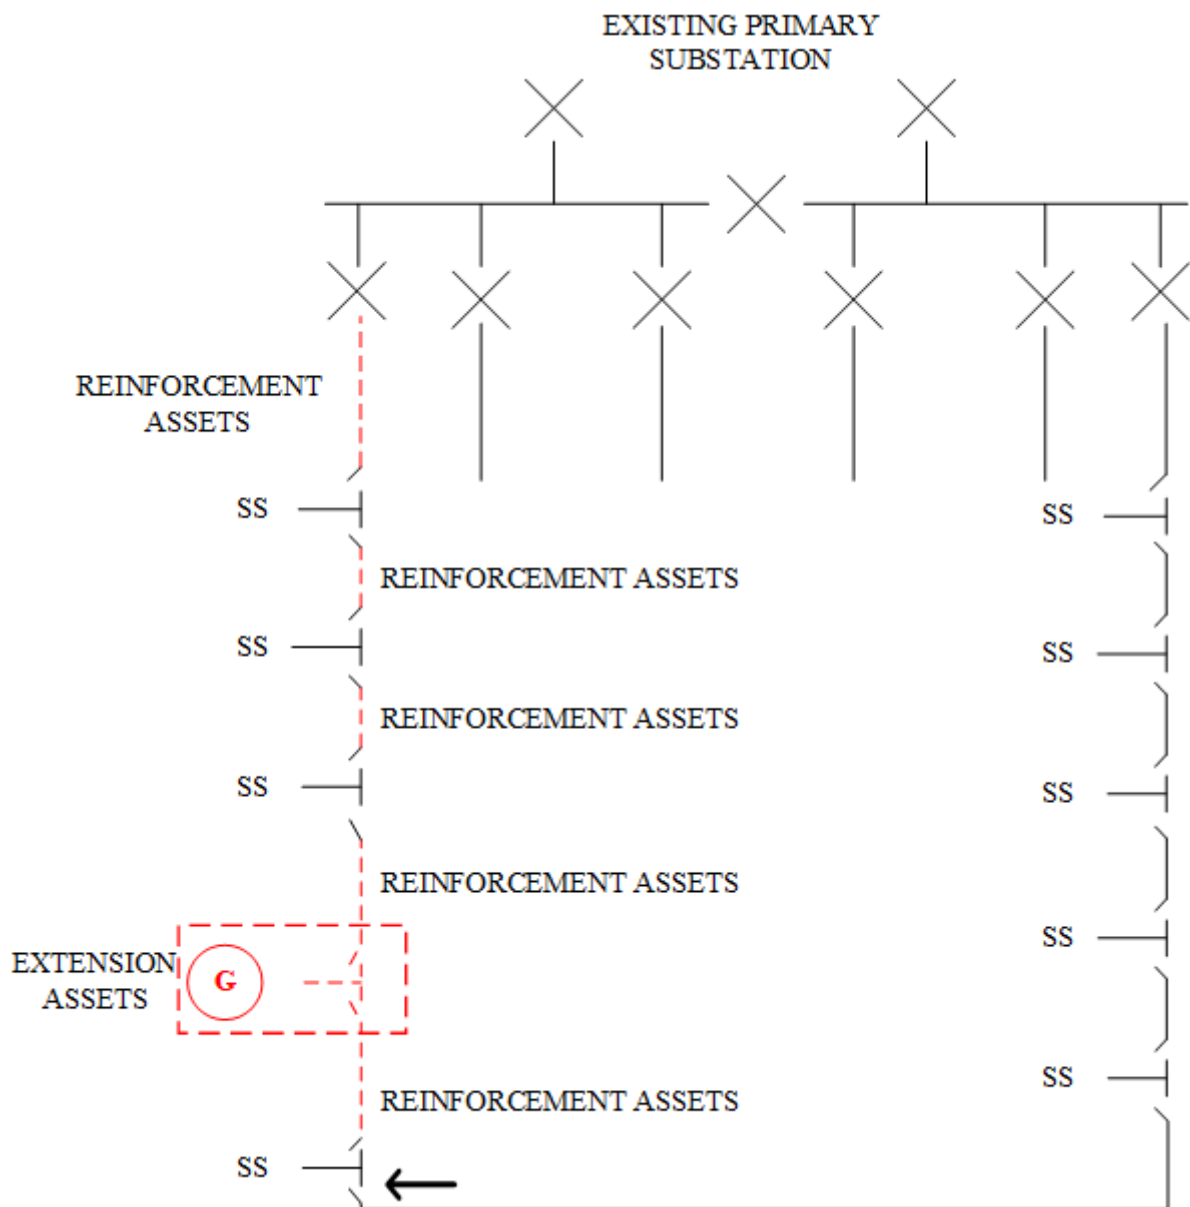 EXISTING PRIMARY
SUBSTATION
REINFORCEMENT
ASSETS
SS
SS
REINFORCEMENT ASSETS
SS
SS
REINFORCEMENT ASSETS
SS
SS
REINFORCEMENT ASSETS
SS
EXTENSION
ASSETS
G
SS
REINFORCEMENT ASSETS
SS